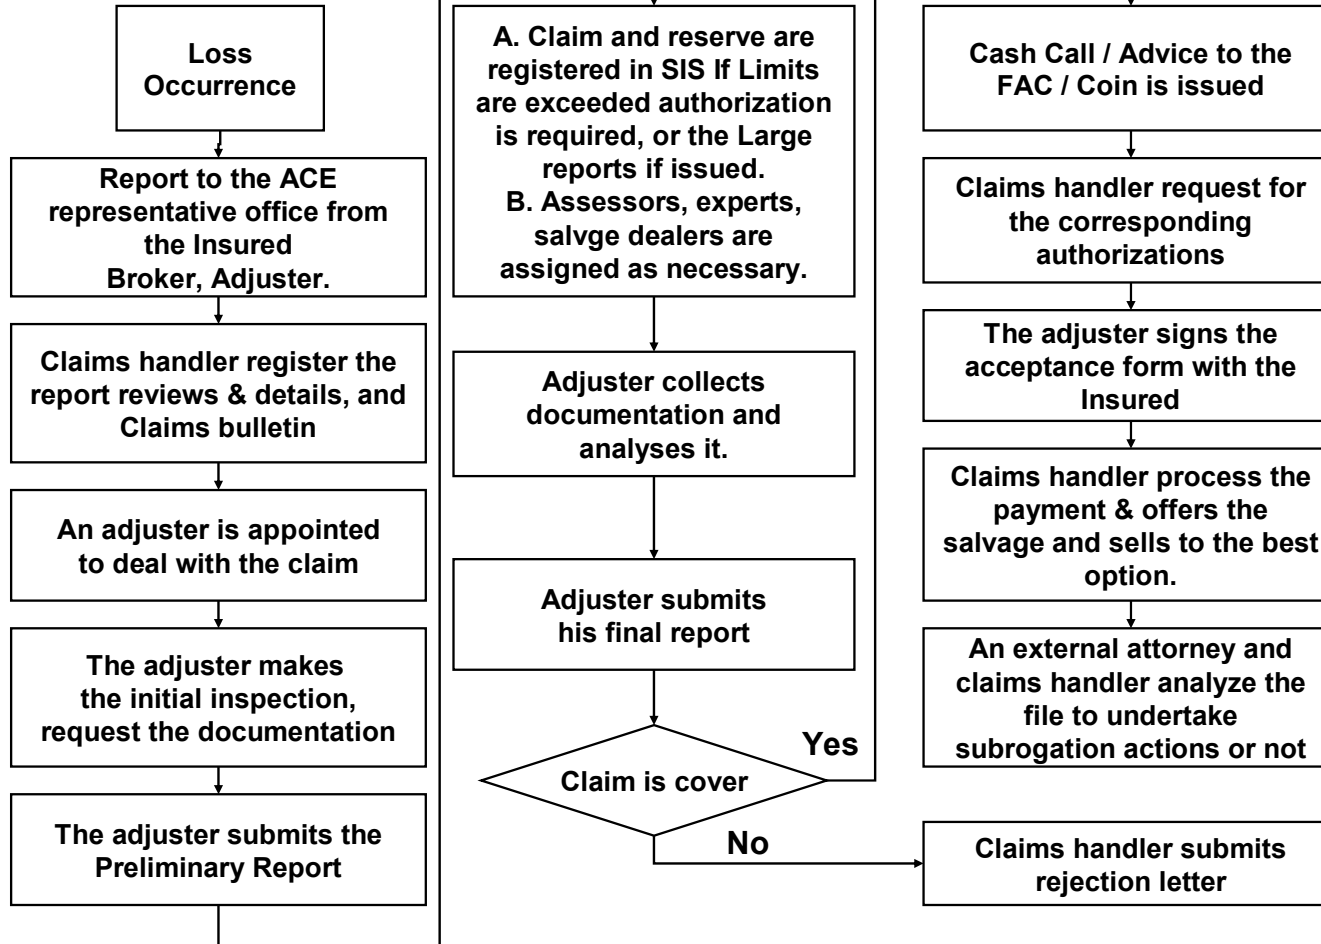 Loss
Occurrence
Report to the ACE
representative office from
the Insured
Broker, Adjuster.
Claims handler register the
report reviews & details, and
Claims bulletin
An adjuster is appointed
to deal with the claim
The adjuster makes
the initial inspection,
request the documentation
The adjuster submits the
Preliminary Report
A. Claim and reserve are
registered in SIS If Limits
are exceeded authorization
is required, or the Large
reports if issued.
B. Assessors, experts,
salvge dealers are
assigned as necessary.
Adjuster collects
documentation and
analyses it.
Adjuster submits
his final report
Claim is cover
Yes
No
Cash Call / Advice to the
FAC / Coin is issued
Claims handler request for
the corresponding
authorizations
The adjuster signs the
acceptance form with the
Insured
Claims handler process the
payment & offers the
salvage and sells to the best
option.
An external attorney and
claims handler analyze the
file to undertake
subrogation actions or not
Claims handler submits
rejection letter